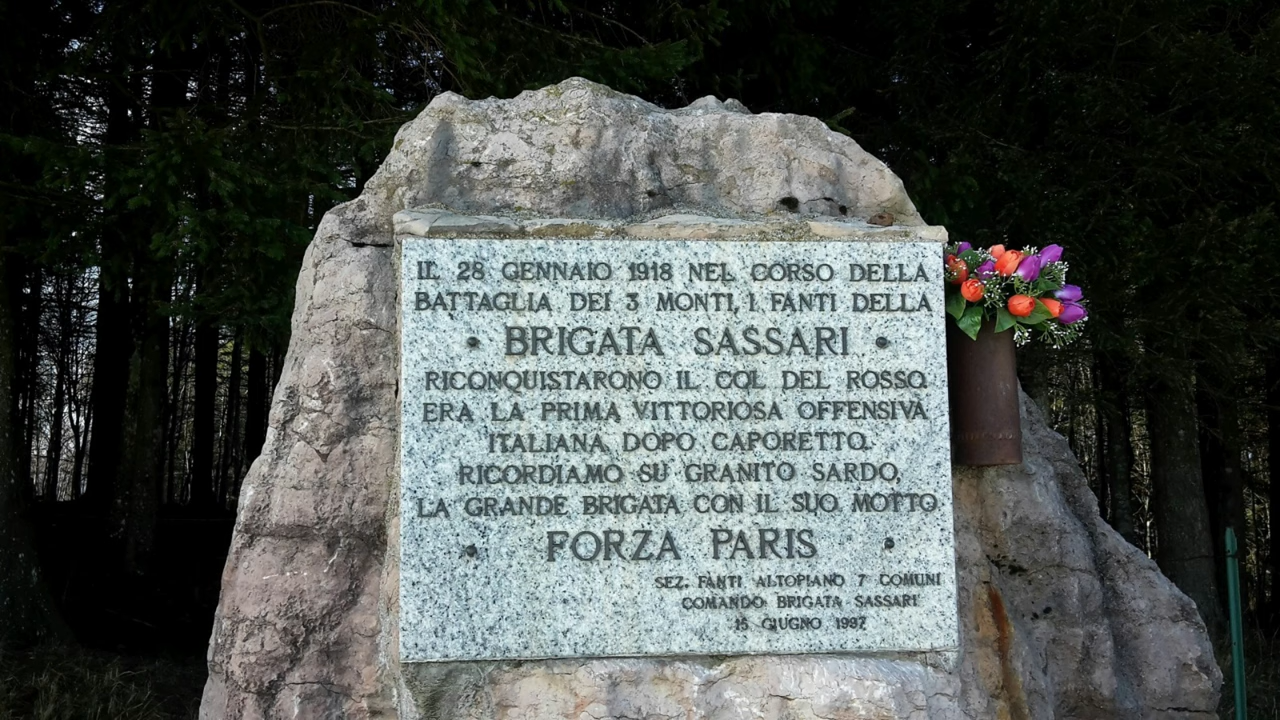 IL 28 GENNAIO 1918 NEL CORSO DELLA
BATTAGLIA DEI 3 MONTI, I FANTI DELLA
BRIGATA SASSARI
RICONQUISTARONO IL COL DEL ROSSO.
ERA LA PRIMA VITTORIOSA OFFENSIVA
ITALIANA DOPO CAPORETTO.
RICORDIAMO SU GRANITO SARDO,
LA GRANDE BRIGATA CON IL SUO MOTTO
FORZA PARIS
SEZ. FANTI ALTOPIANO 7 COMUNI
COMANDO BRIGATA SASSARI
15 GIUGNO 1997